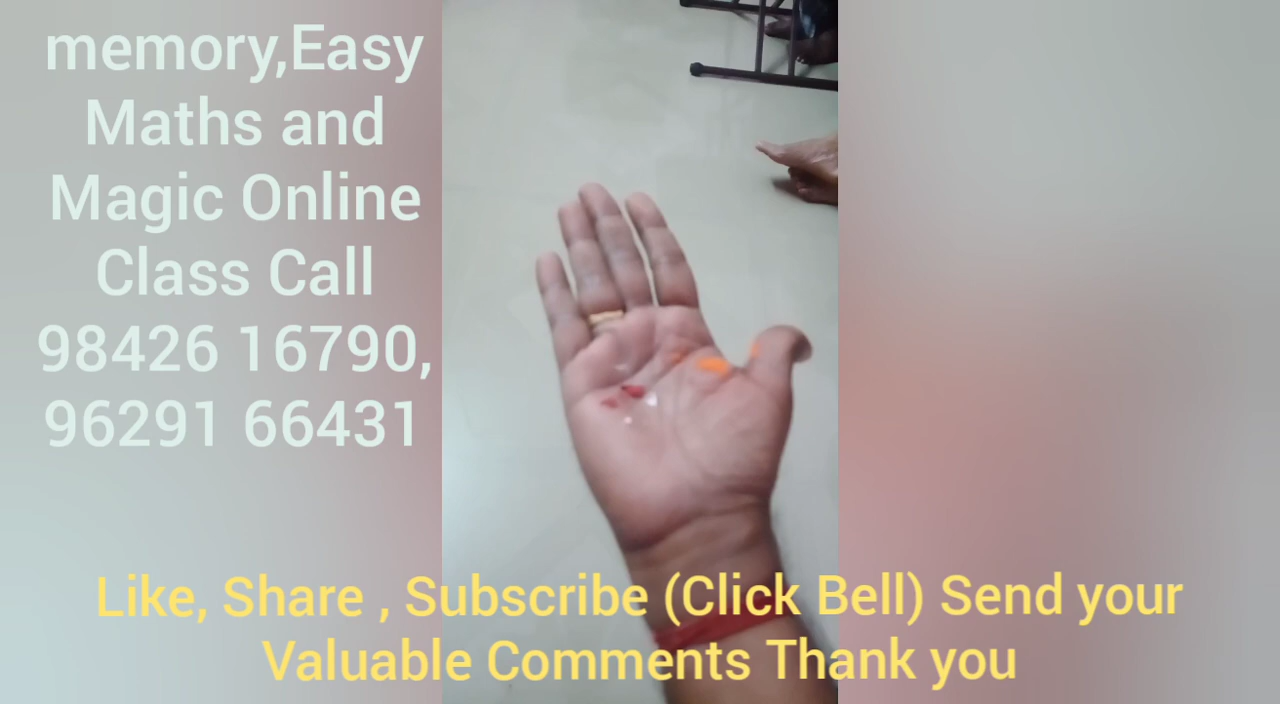 memory,Easy
Maths and
Magic Online
Class Call
98426 16790,
96291 66431
Like, Share , Subscribe (Click Bell) Send your
Valuable Comments Thank you